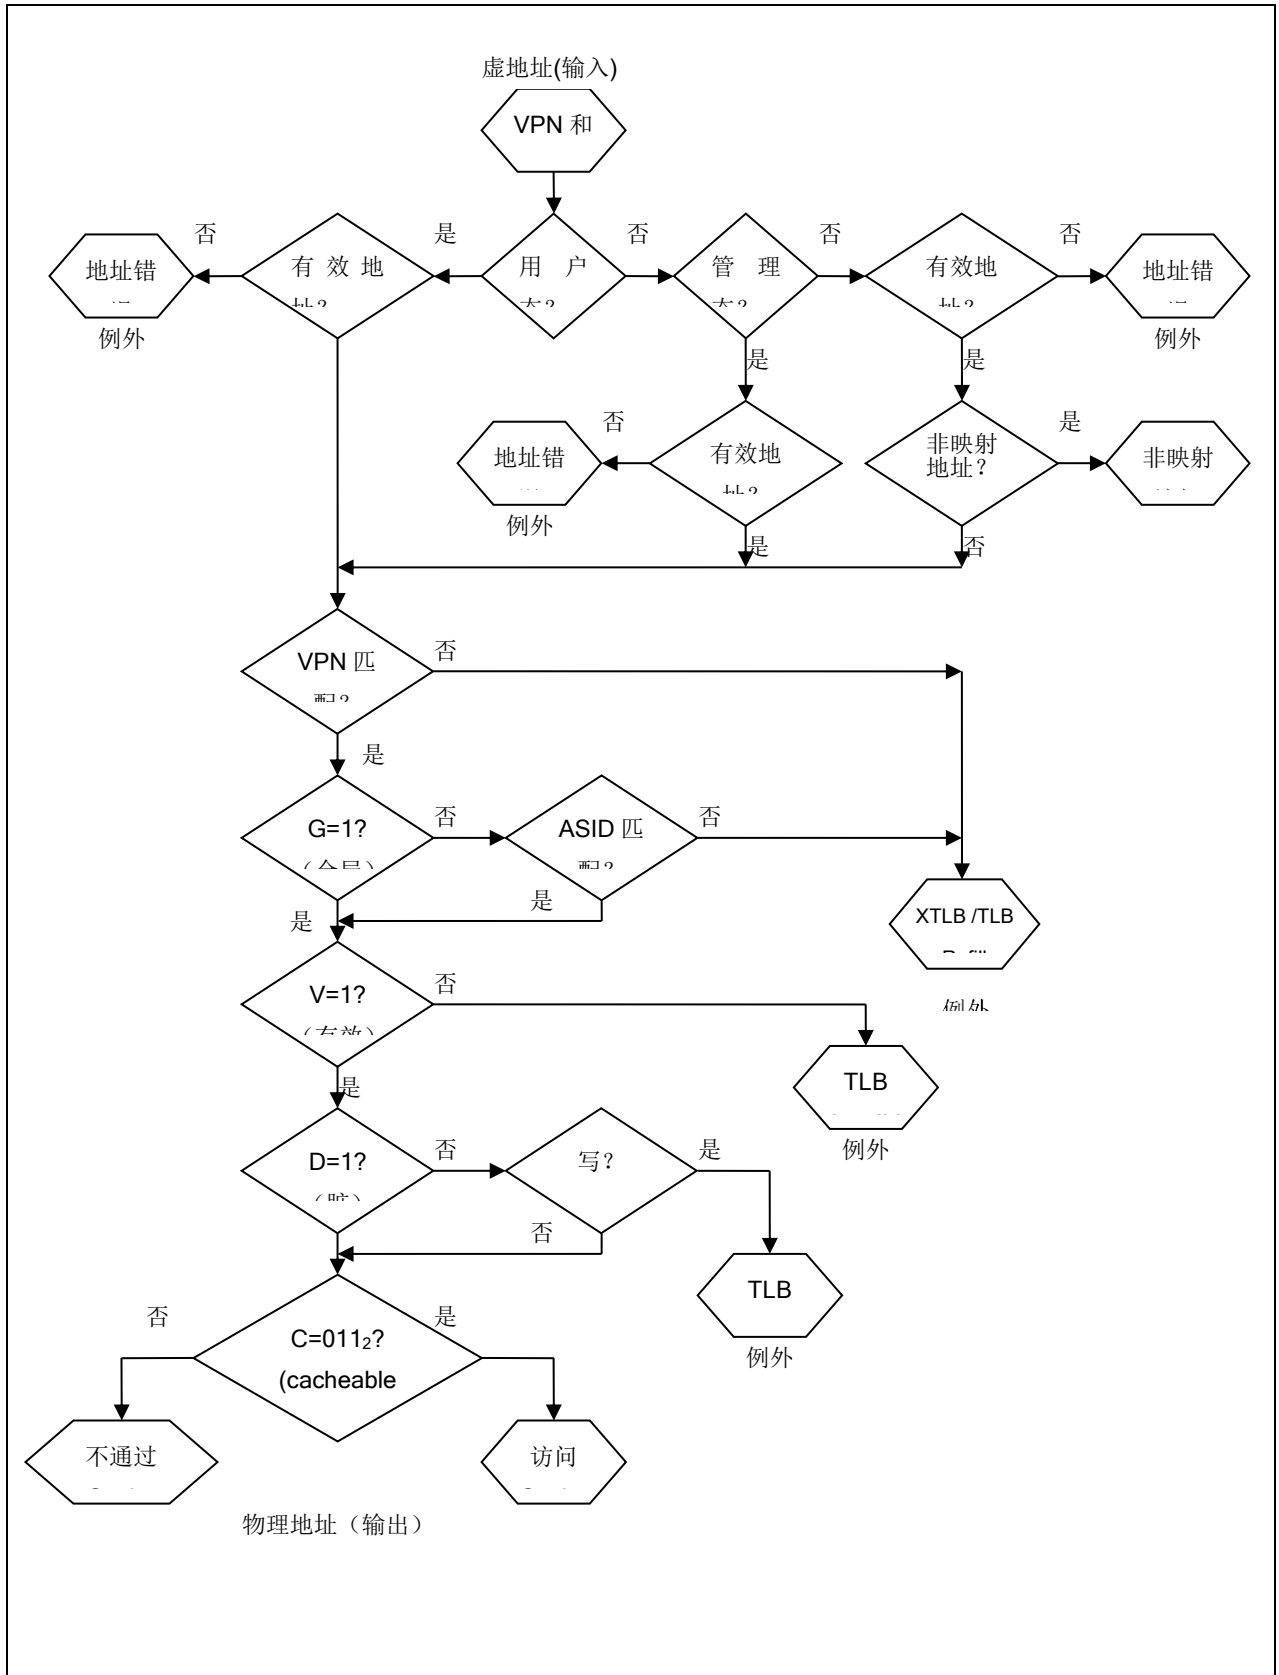 虚地址(输入)
VPN 和
否
是
否
否
否
地址错
有 效 地
用 户
管 理
有效地
地址错
例外
例外
是
是
否
是
地址错
有效地
非映射
地址？
非映射
例外
是
否
VPN 匹
否
是
G=1?
否
ASID 匹
否
是
是
XTLB /TLB
例外
V=1?
否
TLB
例外
是
D=1?
否
写？
是
否
TLB
例外
否
是
C=011₂?
(cacheable
不通过
访问
物理地址（输出）